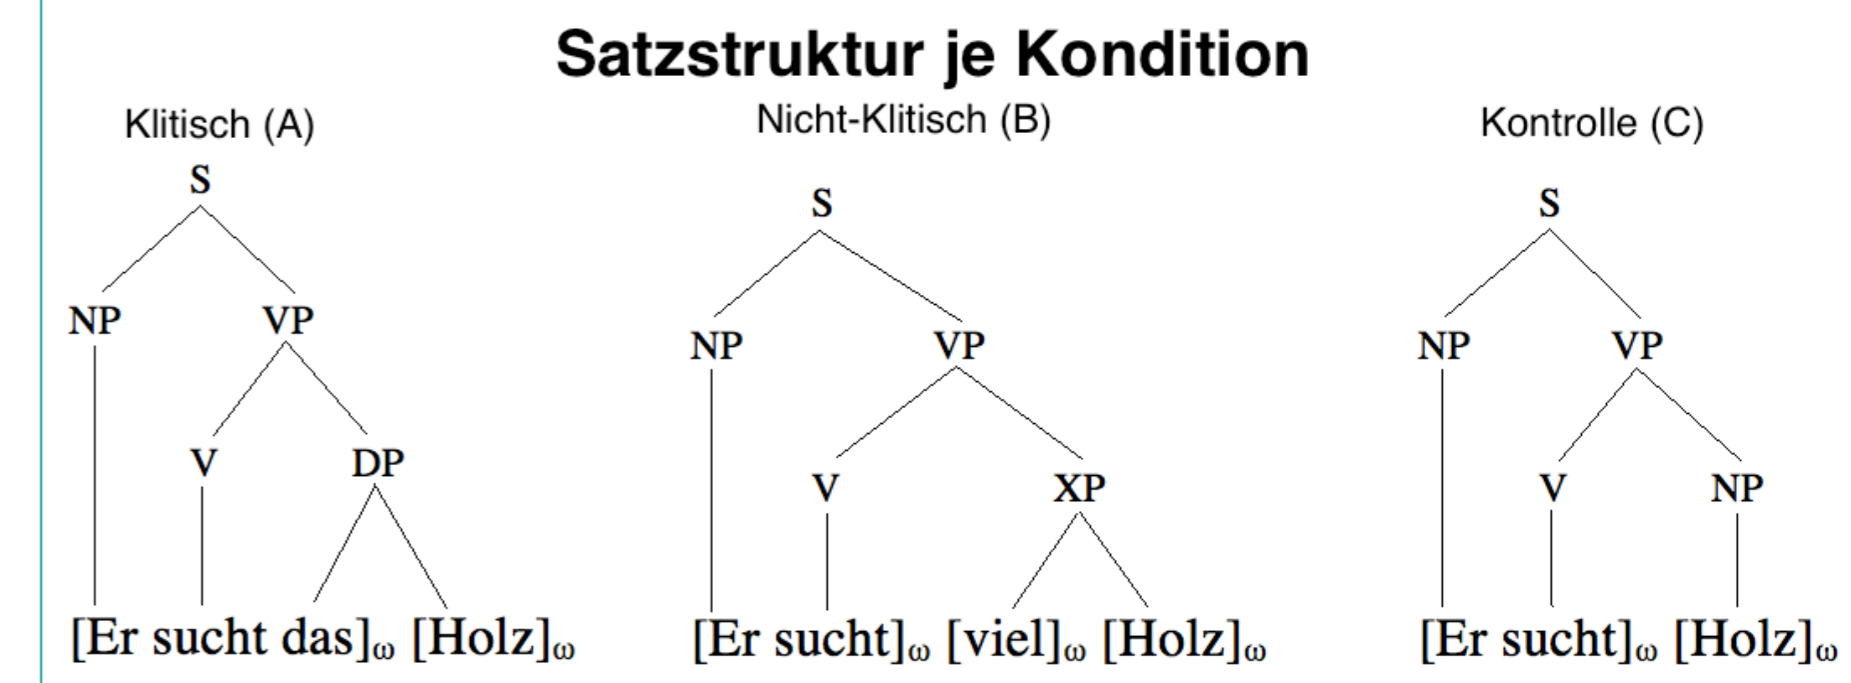 Satzstruktur je Kondition
Klitisch (A)
S
NP VP
V DP
[Er sucht das]ω [Holz]ω
Nicht-Klitisch (B)
S
NP VP
V XP
[Er sucht]ω [viel]ω [Holz]ω
Kontrolle (C)
S
NP VP
V NP
[Er sucht]ω [Holz]ω